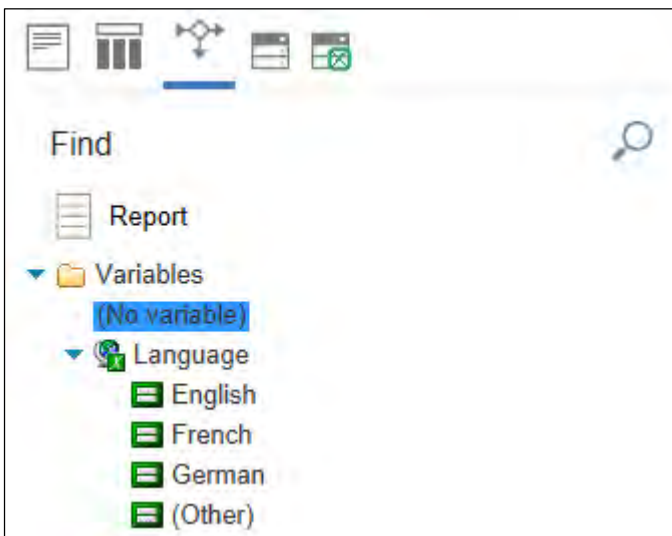 Find
Report
Variables
(No variable)
Language
English
French
German
(Other)